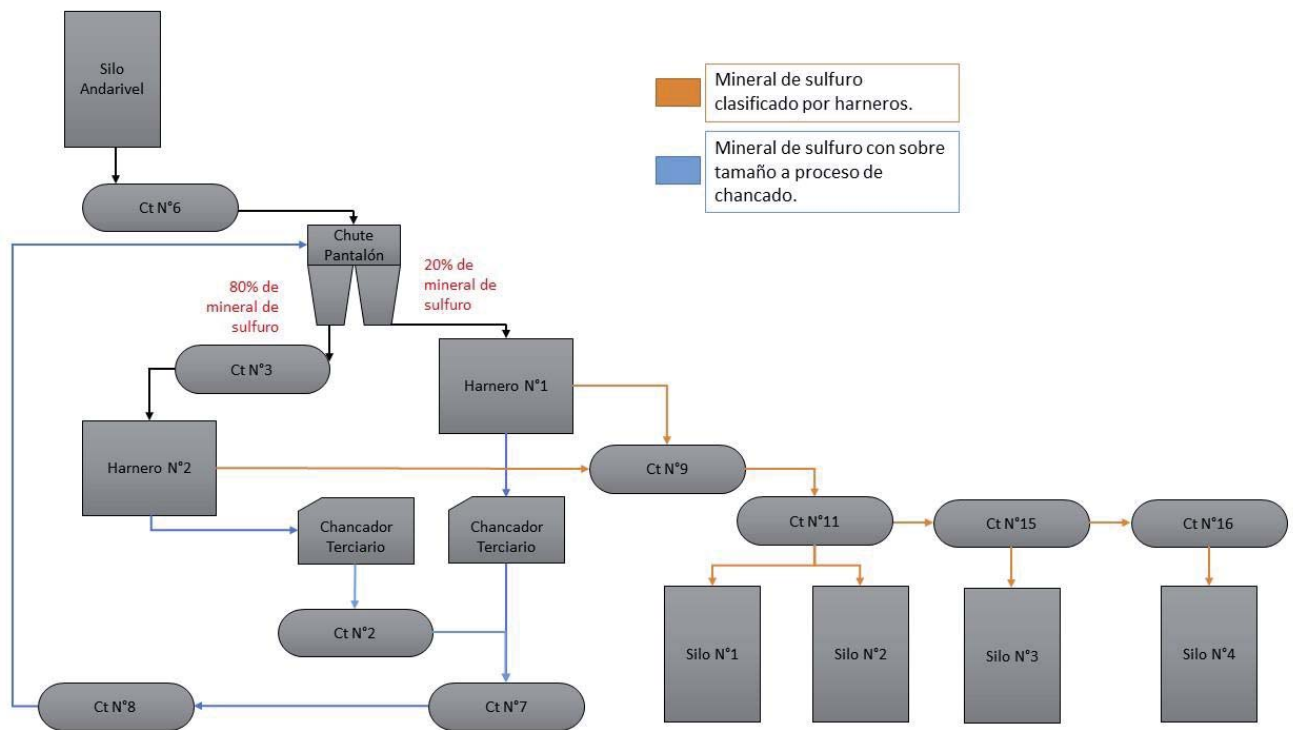 Silo
Andarivel
Mineral de sulfuro
clasificado por harneros.
Mineral de sulfuro con sobre
tamaño a proceso de
chancado.
Ct N°6
Chute
Pantalón
80% de
mineral de
sulfuro
20% de
mineral de
sulfuro
Ct N°3
Harnero N°1
Harnero N°2
Ct N°9
Chancador
Terciario
Chancador
Terciario
Ct N°11
Ct N°15
Ct N°16
Ct N°2
Silo N°1
Silo N°2
Silo N°3
Silo N°4
Ct N°8
Ct N°7